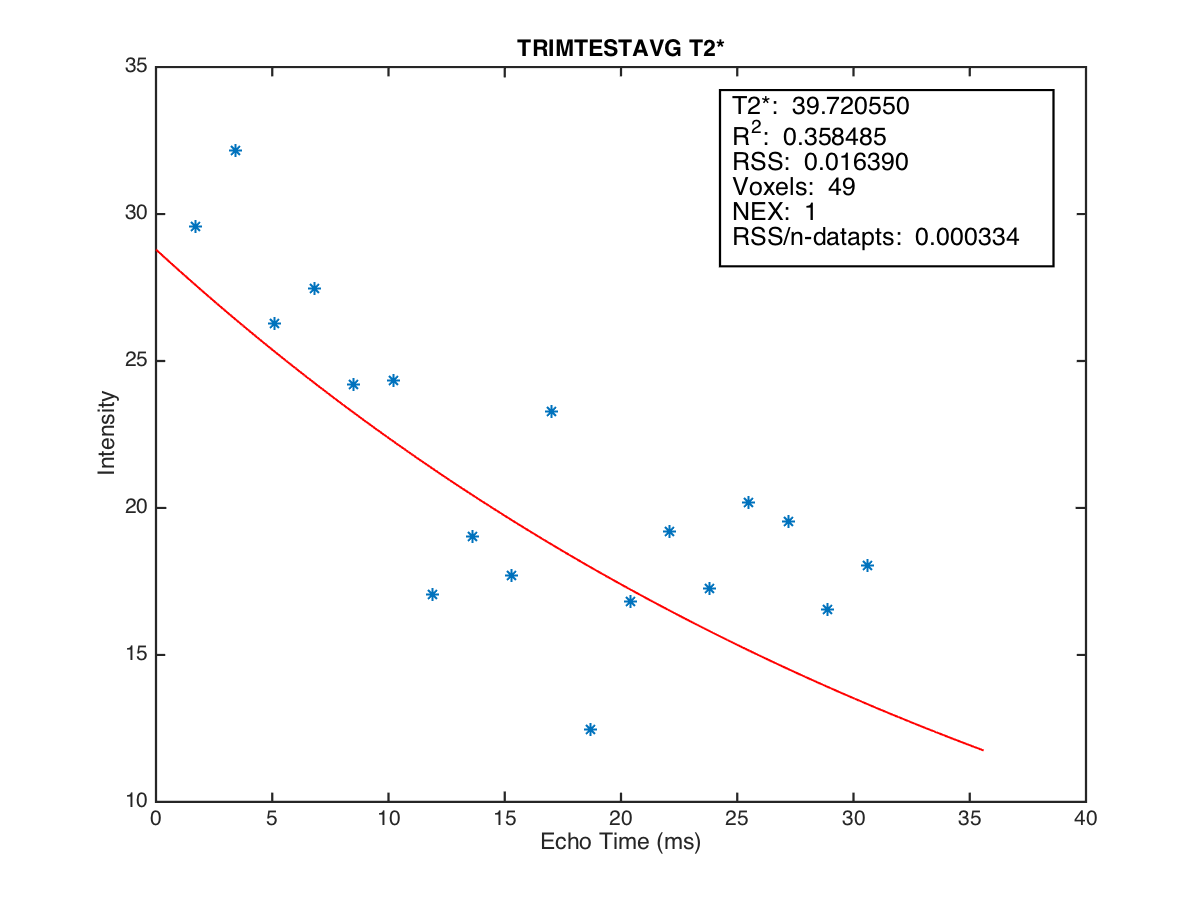 TRIMTESTAVG T2*
T2*: 39.720550
R2: 0.358485
RSS: 0.016390
Voxels: 49
NEX: 1
RSS/n-datapts: 0.000334
35
30
25
20
15
10
Intensity
0 5 10 15 20 25 30 35 40
Echo Time (ms)